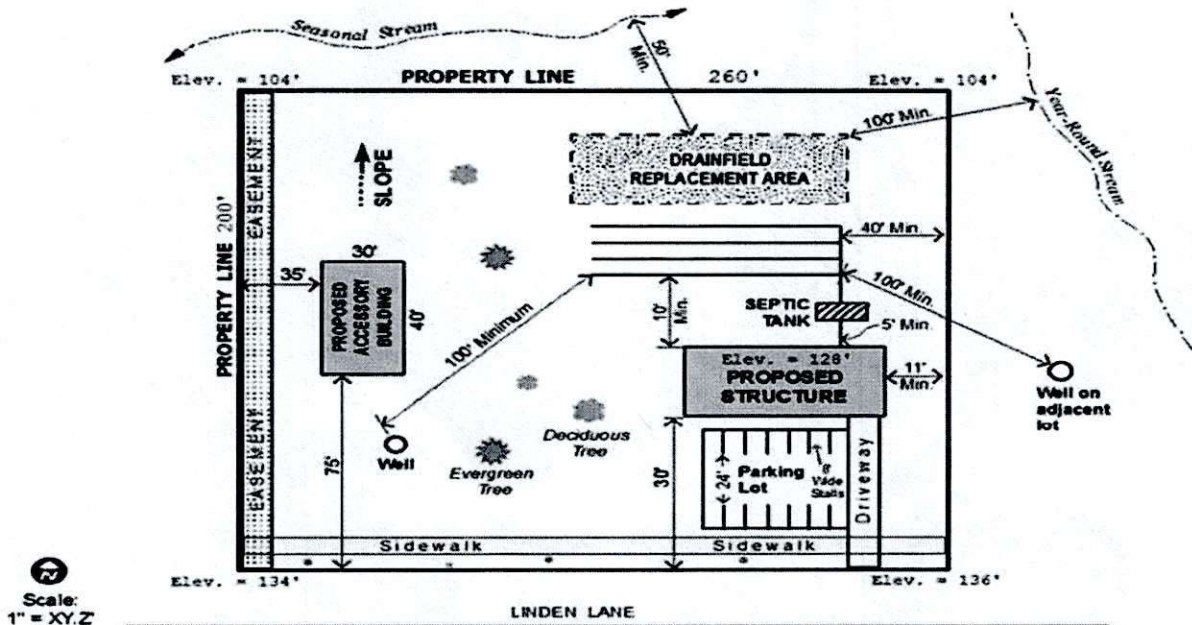 Seasonal Stream
50' Min.
Elev. = 104'
PROPERTY LINE 260'
Elev. = 104'
100' Min.
Year-Round Stream
EASEMENT
SLOPE
DRAINFIELD
REPLACEMENT AREA
PROPERTY LINE 200'
35'
30'
40'
PROPOSED
ACCESSORY
BUILDING
100' Minimum
10'
Min.
40' Min.
100' Min.
SEPTIC
TANK
5' Min.
Elev. = 128'
PROPOSED
STRUCTURE
11'
Min.
Well on
adjacent
lot
EASEMENT
75'
Well
Evergreen
Tree
Deciduous
Tree
30'
24'
Parking
Lot
8'
Wide
Stalls
Driveway
Sidewalk
Sidewalk
Elev. = 134'
Elev. = 136'
N
Scale:
1" = XY.Z'
LINDEN LANE